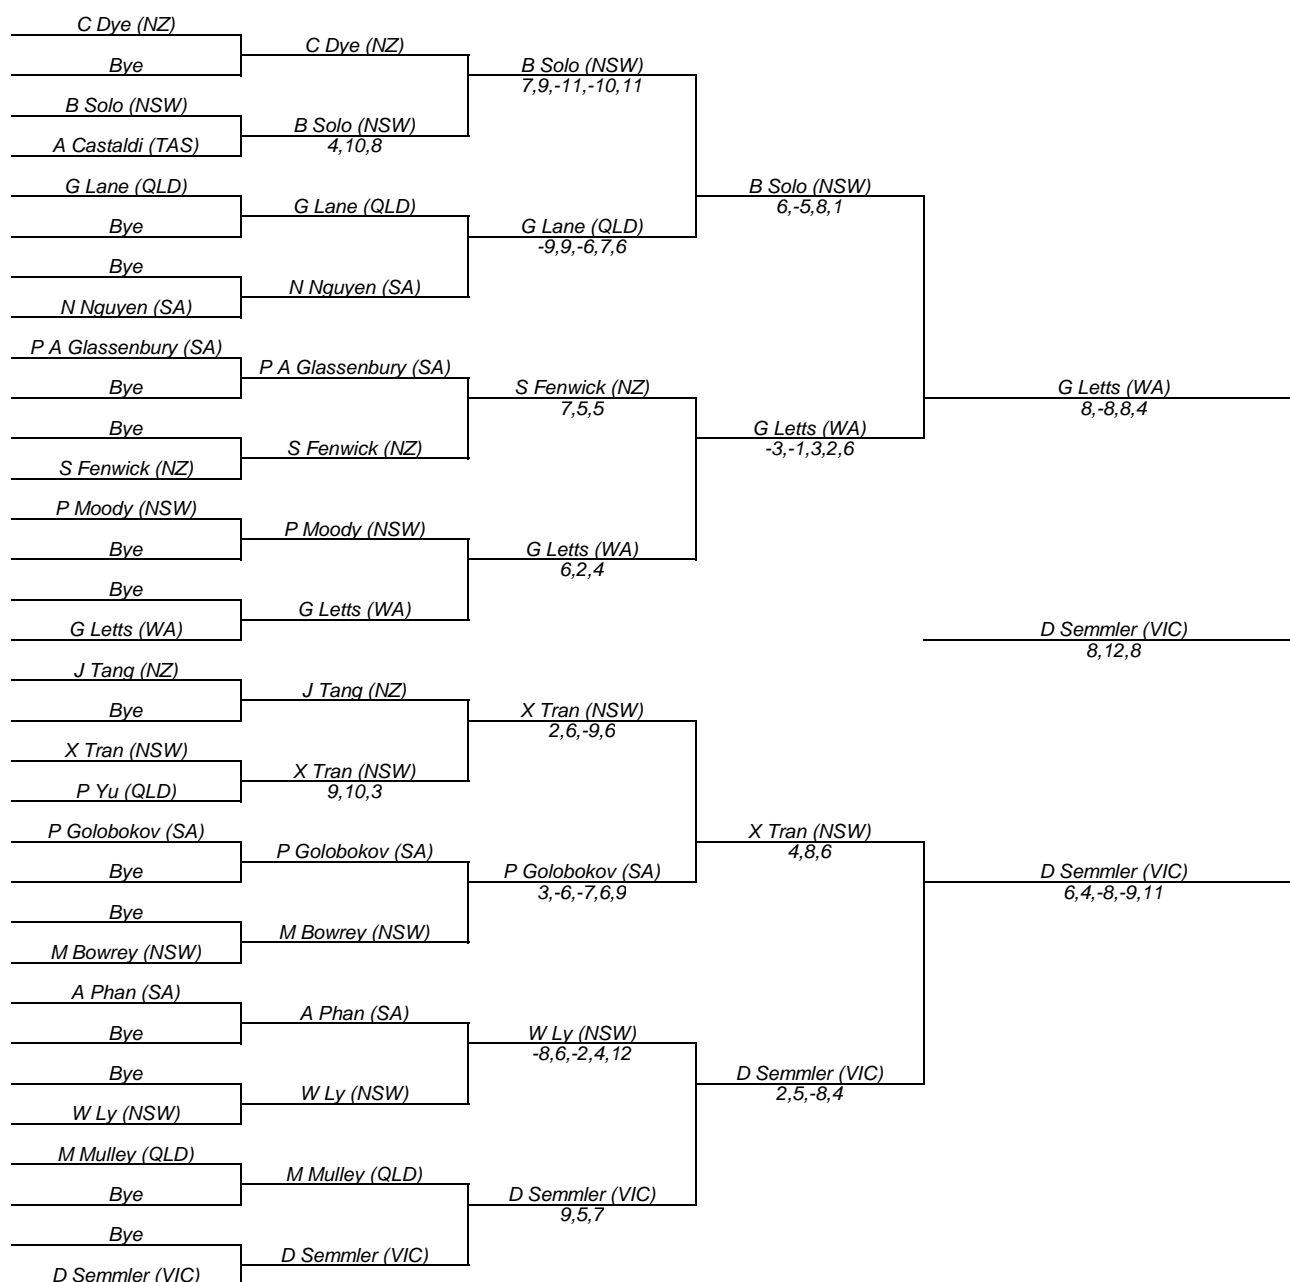 C Dye (NZ)
Bye
B Solo (NSW)
A Castaldi (TAS)
G Lane (QLD)
Bye
Bye
N Nguyen (SA)
P A Glassenbury (SA)
Bye
Bye
S Fenwick (NZ)
P Moody (NSW)
Bye
Bye
G Letts (WA)
J Tang (NZ)
Bye
X Tran (NSW)
P Yu (QLD)
P Golobokov (SA)
Bye
Bye
M Bowrey (NSW)
A Phan (SA)
Bye
Bye
W Ly (NSW)
M Mulley (QLD)
Bye
Bye
D Semmler (VIC)
C Dye (NZ)
B Solo (NSW)
4,10,8
G Lane (QLD)
N Nguyen (SA)
P A Glassenbury (SA)
S Fenwick (NZ)
P Moody (NSW)
G Letts (WA)
J Tang (NZ)
X Tran (NSW)
9,10,3
P Golobokov (SA)
M Bowrey (NSW)
A Phan (SA)
W Ly (NSW)
M Mulley (QLD)
D Semmler (VIC)
B Solo (NSW)
7,9,-11,-10,11
G Lane (QLD)
-9,9,-6,7,6
S Fenwick (NZ)
7,5,5
G Letts (WA)
6,2,4
X Tran (NSW)
2,6,-9,6
P Golobokov (SA)
3,-6,-7,6,9
W Ly (NSW)
-8,6,-2,4,12
D Semmler (VIC)
9,5,7
B Solo (NSW)
6,-5,8,1
G Letts (WA)
-3,-1,3,2,6
X Tran (NSW)
4,8,6
D Semmler (VIC)
2,5,-8,4
G Letts (WA)
8,-8,8,4
D Semmler (VIC)
8,12,8
D Semmler (VIC)
6,4,-8,-9,11